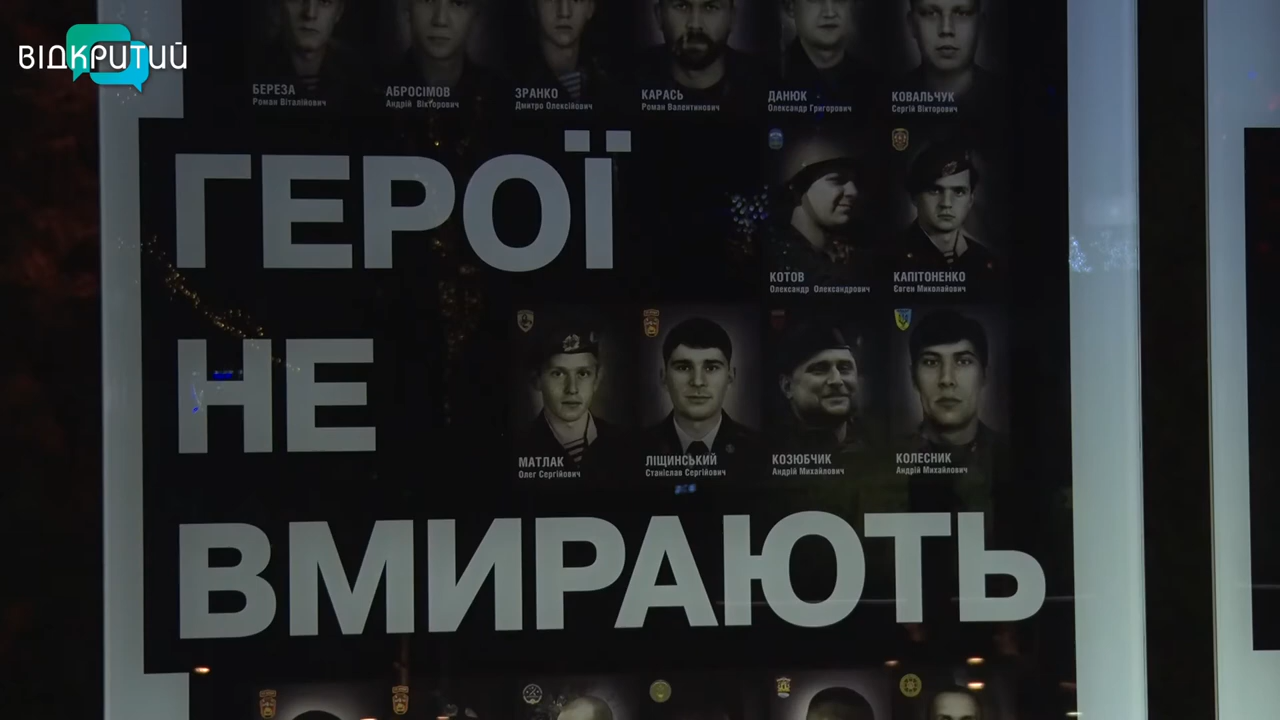 ВІДКРИТИЙ
БЕРЕЗА
Роман Віталійович
АБРОСІМОВ
Андрій Вікторович
ЗРАНКО
Дмитро Олексійович
КАРАСЬ
Роман Валентинович
ДАНЮК
Олександр Григорович
КОВАЛЬЧУК
Сергій Вікторович
ГЕРОЇ
КОТОВ
Олександр Олександрович
КАПІТОНЕНКО
Євген Миколайович
НЕ
МАТЛАК
Олег Сергійович
ЛІЩИНСЬКИЙ
Станіслав Сергійович
КОЗЮБЧИК
Андрій Михайлович
КОЛЕСНИК
Андрій Михайлович
ВМИРАЮТЬ